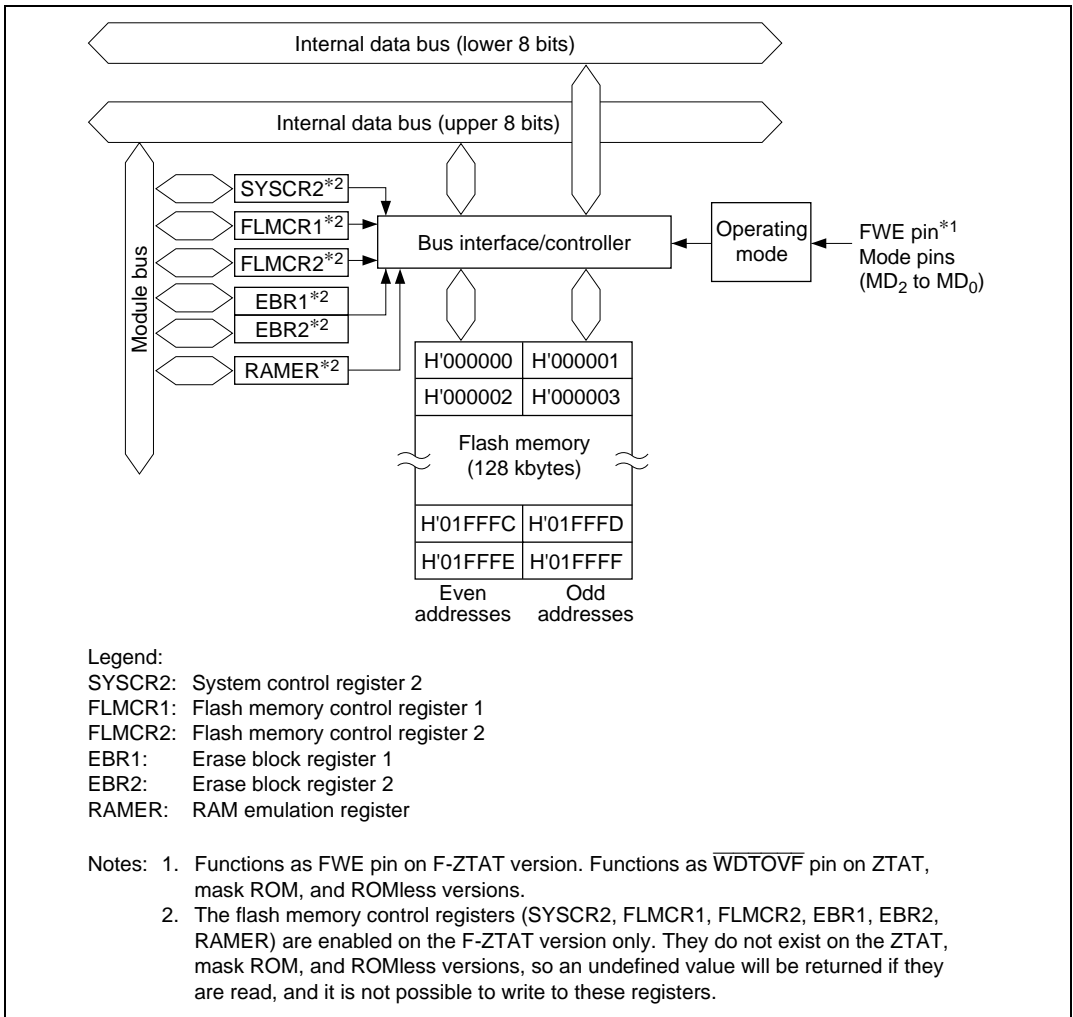 Internal data bus (lower 8 bits)
Internal data bus (upper 8 bits)
Module bus
SYSCR2*2
FLMCR1*2
FLMCR2*2
EBR1*2
EBR2*2
RAMER*2
Bus interface/controller
Operating
mode
FWE pin*1
Mode pins
(MD2 to MD0)
H'000000 H'000001
H'000002 H'000003
Flash memory
(128 kbytes)
H'01FFFC H'01FFFD
H'01FFFE H'01FFFF
Even Odd
addresses addresses
Legend:
SYSCR2: System control register 2
FLMCR1: Flash memory control register 1
FLMCR2: Flash memory control register 2
EBR1: Erase block register 1
EBR2: Erase block register 2
RAMER: RAM emulation register
Notes: 1. Functions as FWE pin on F-ZTAT version. Functions as WDTOVF pin on ZTAT,
mask ROM, and ROMless versions.
2. The flash memory control registers (SYSCR2, FLMCR1, FLMCR2, EBR1, EBR2,
RAMER) are enabled on the F-ZTAT version only. They do not exist on the ZTAT,
mask ROM, and ROMless versions, so an undefined value will be returned if they
are read, and it is not possible to write to these registers.